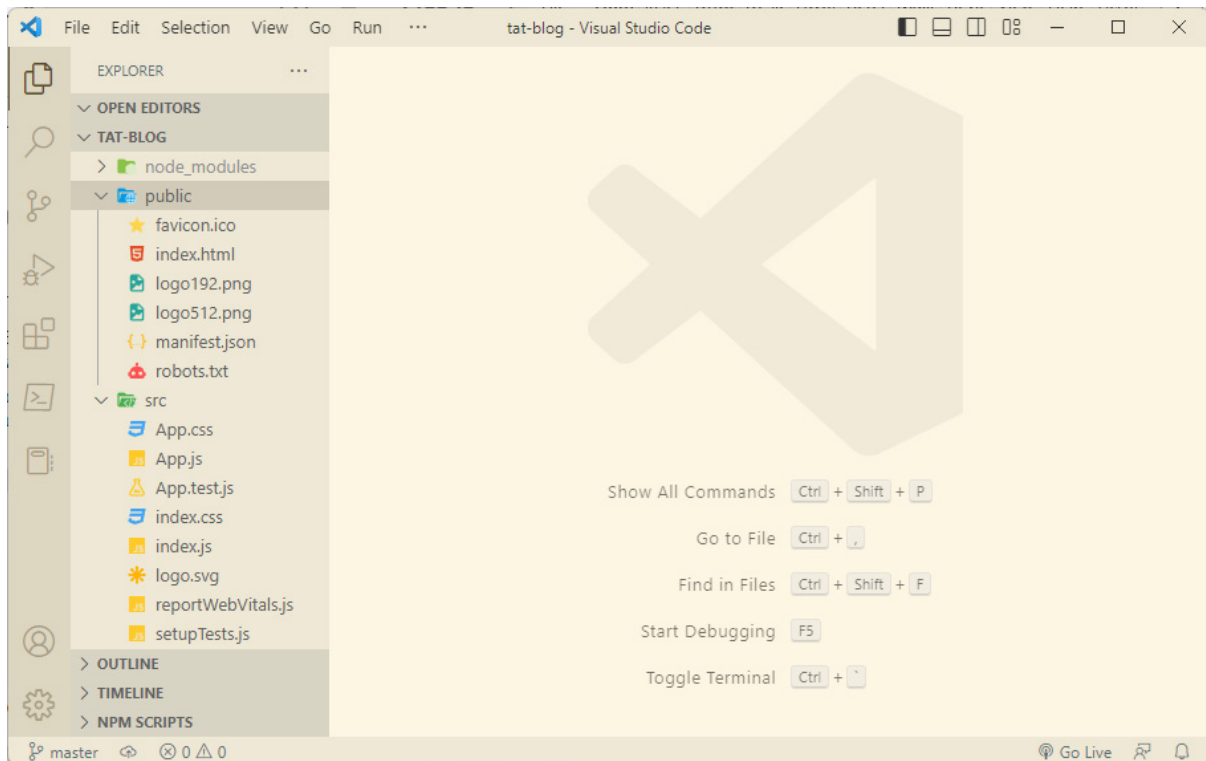 File Edit Selection View Go Run ··· tat-blog - Visual Studio Code
EXPLORER ···
OPEN EDITORS
TAT-BLOG
node_modules
public
favicon.ico
index.html
logo192.png
logo512.png
manifest.json
robots.txt
src
App.css
App.js
App.test.js
index.css
index.js
logo.svg
reportWebVitals.js
setupTests.js
OUTLINE
TIMELINE
NPM SCRIPTS
Show All Commands Ctrl + Shift + P
Go to File Ctrl + ,
Find in Files Ctrl + Shift + F
Start Debugging F5
Toggle Terminal Ctrl + `
master 0 0 Go Live